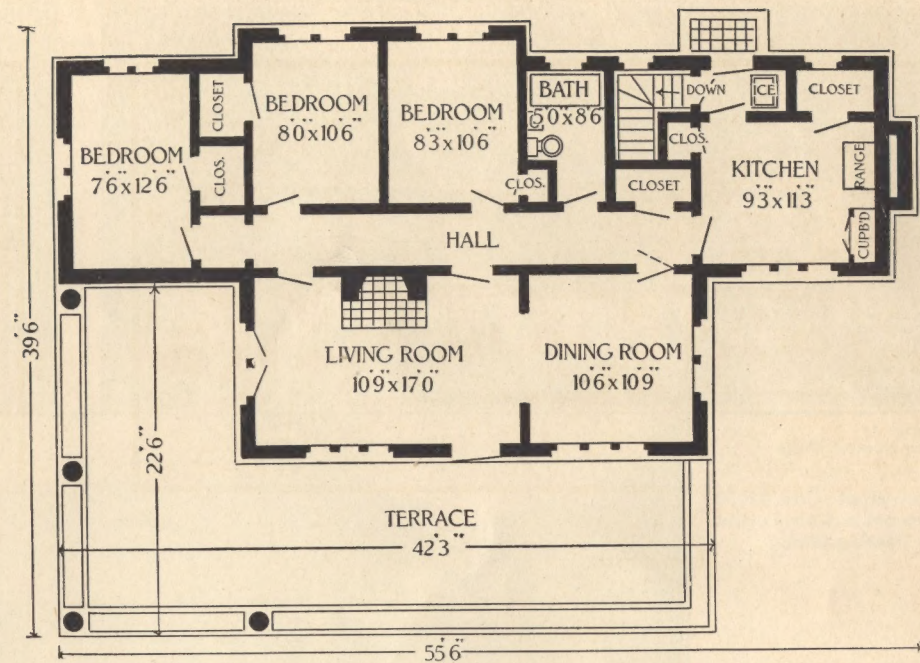 BATH
5'0"x8'6"
DOWN
ICE
CLOSET
CLOSET
BEDROOM
8'0"x10'6"
BEDROOM
8'3"x10'6"
CLOS.
BEDROOM
7'6"x12'6"
CLOS.
CLOS.
CLOSET
KITCHEN
9'3"x11'3"
RANGE
CUPB'D
HALL
LIVING ROOM
10'9"x17'0"
DINING ROOM
10'6"x10'9"
39'6"
22'6"
TERRACE
42'3"
55'6"